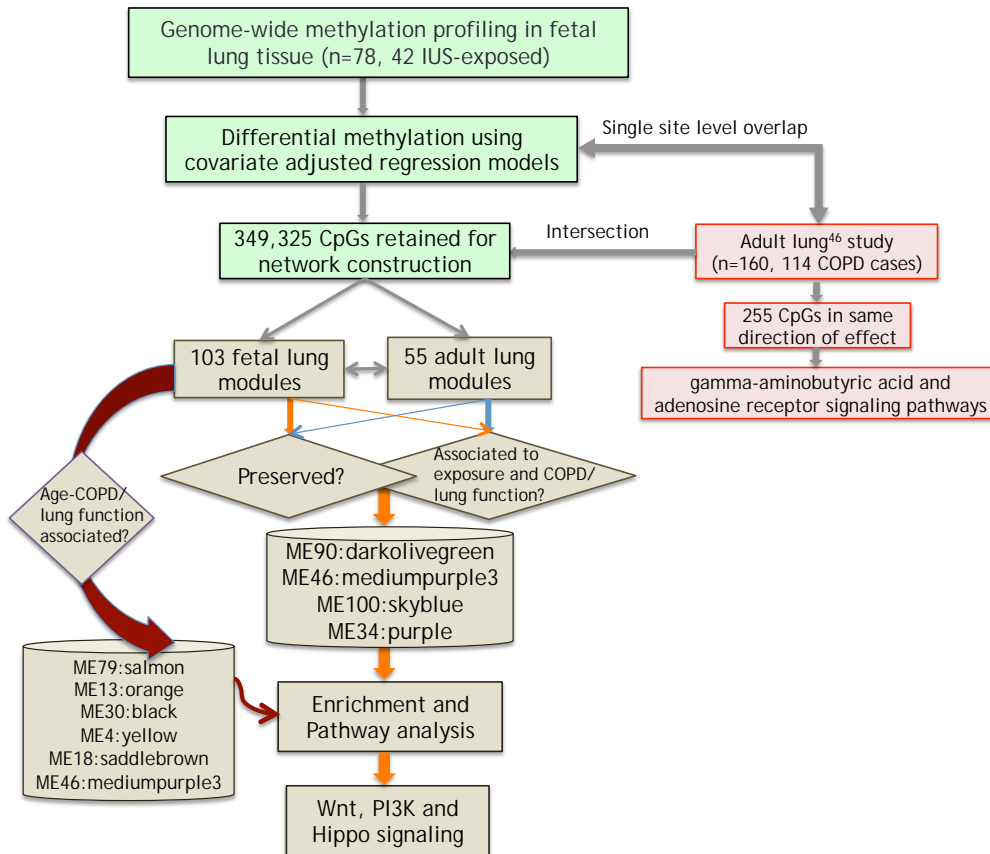 Genome-wide methylation profiling in fetal
lung tissue (n=78, 42 IUS-exposed)
Differential methylation using
covariate adjusted regression models
Single site level overlap
349,325 CpGs retained for
network construction
Intersection
Adult lung46 study
(n=160, 114 COPD cases)
255 CpGs in same
direction of effect
gamma-aminobutyric acid and
adenosine receptor signaling pathways
103 fetal lung
modules
55 adult lung
modules
Preserved?
Associated to
exposure and COPD/
lung function?
Age-COPD/
lung function
associated?
ME90:darkolivegreen
ME46:mediumpurple3
ME100:skyblue
ME34:purple
ME79:salmon
ME13:orange
ME30:black
ME4:yellow
ME18:saddlebrown
ME46:mediumpurple3
Enrichment and
Pathway analysis
Wnt, PI3K and
Hippo signaling